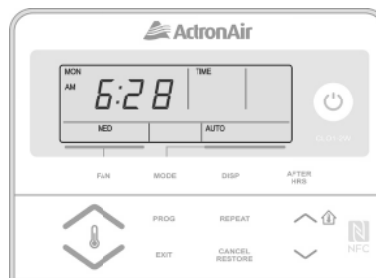 ActronAir
MON
TIME
AM
6:28
MED
AUTO
FAN
MODE
DISP
AFTER
HRS
PROG
REPEAT
EXIT
CANCEL
RESTORE
NFC